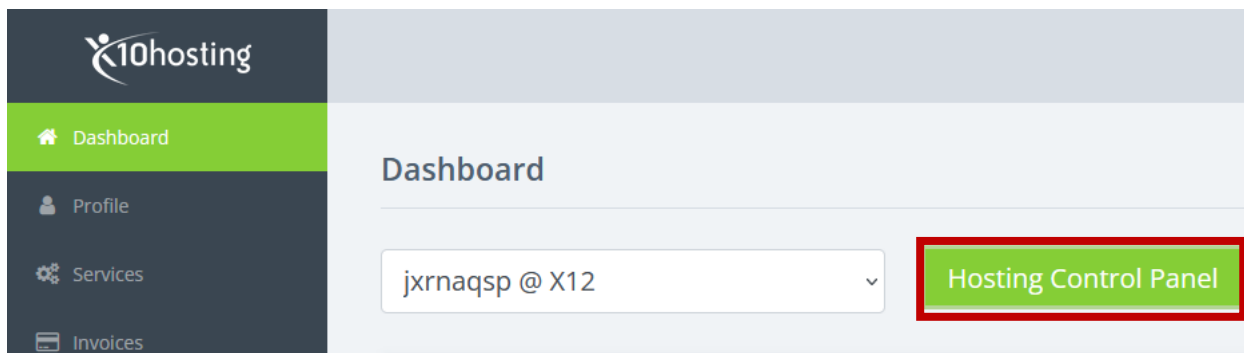 x10hosting
Dashboard
Profile
Services
Invoices
Dashboard
jxrnaqsp @ X12
Hosting Control Panel